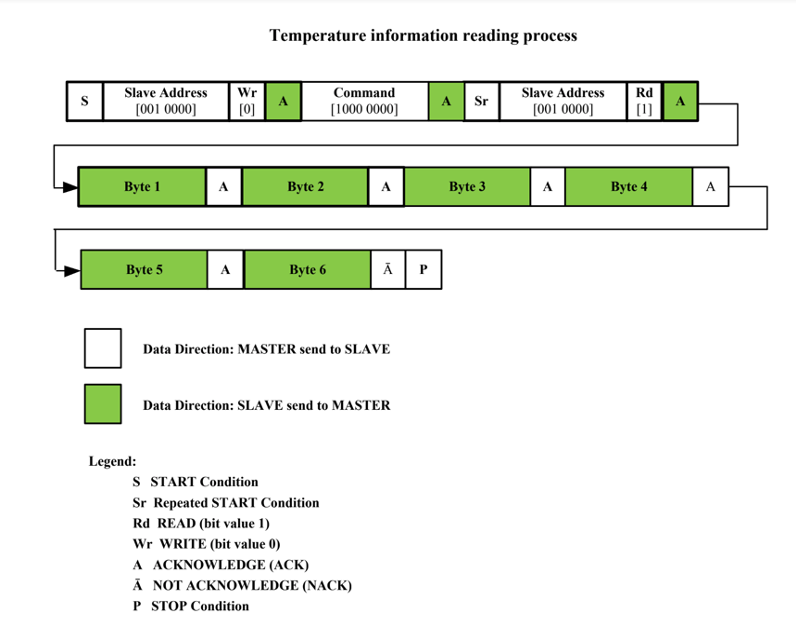 Temperature information reading process
S Slave Address Wr A Command A Sr Slave Address Rd A
[001 0000] [0] [1000 0000] [001 0000] [1]
Byte 1 A Byte 2 A Byte 3 A Byte 4 A
Byte 5 A Byte 6 Ā P
Data Direction: MASTER send to SLAVE
Data Direction: SLAVE send to MASTER
Legend:
S START Condition
Sr Repeated START Condition
Rd READ (bit value 1)
Wr WRITE (bit value 0)
A ACKNOWLEDGE (ACK)
Ā NOT ACKNOWLEDGE (NACK)
P STOP Condition